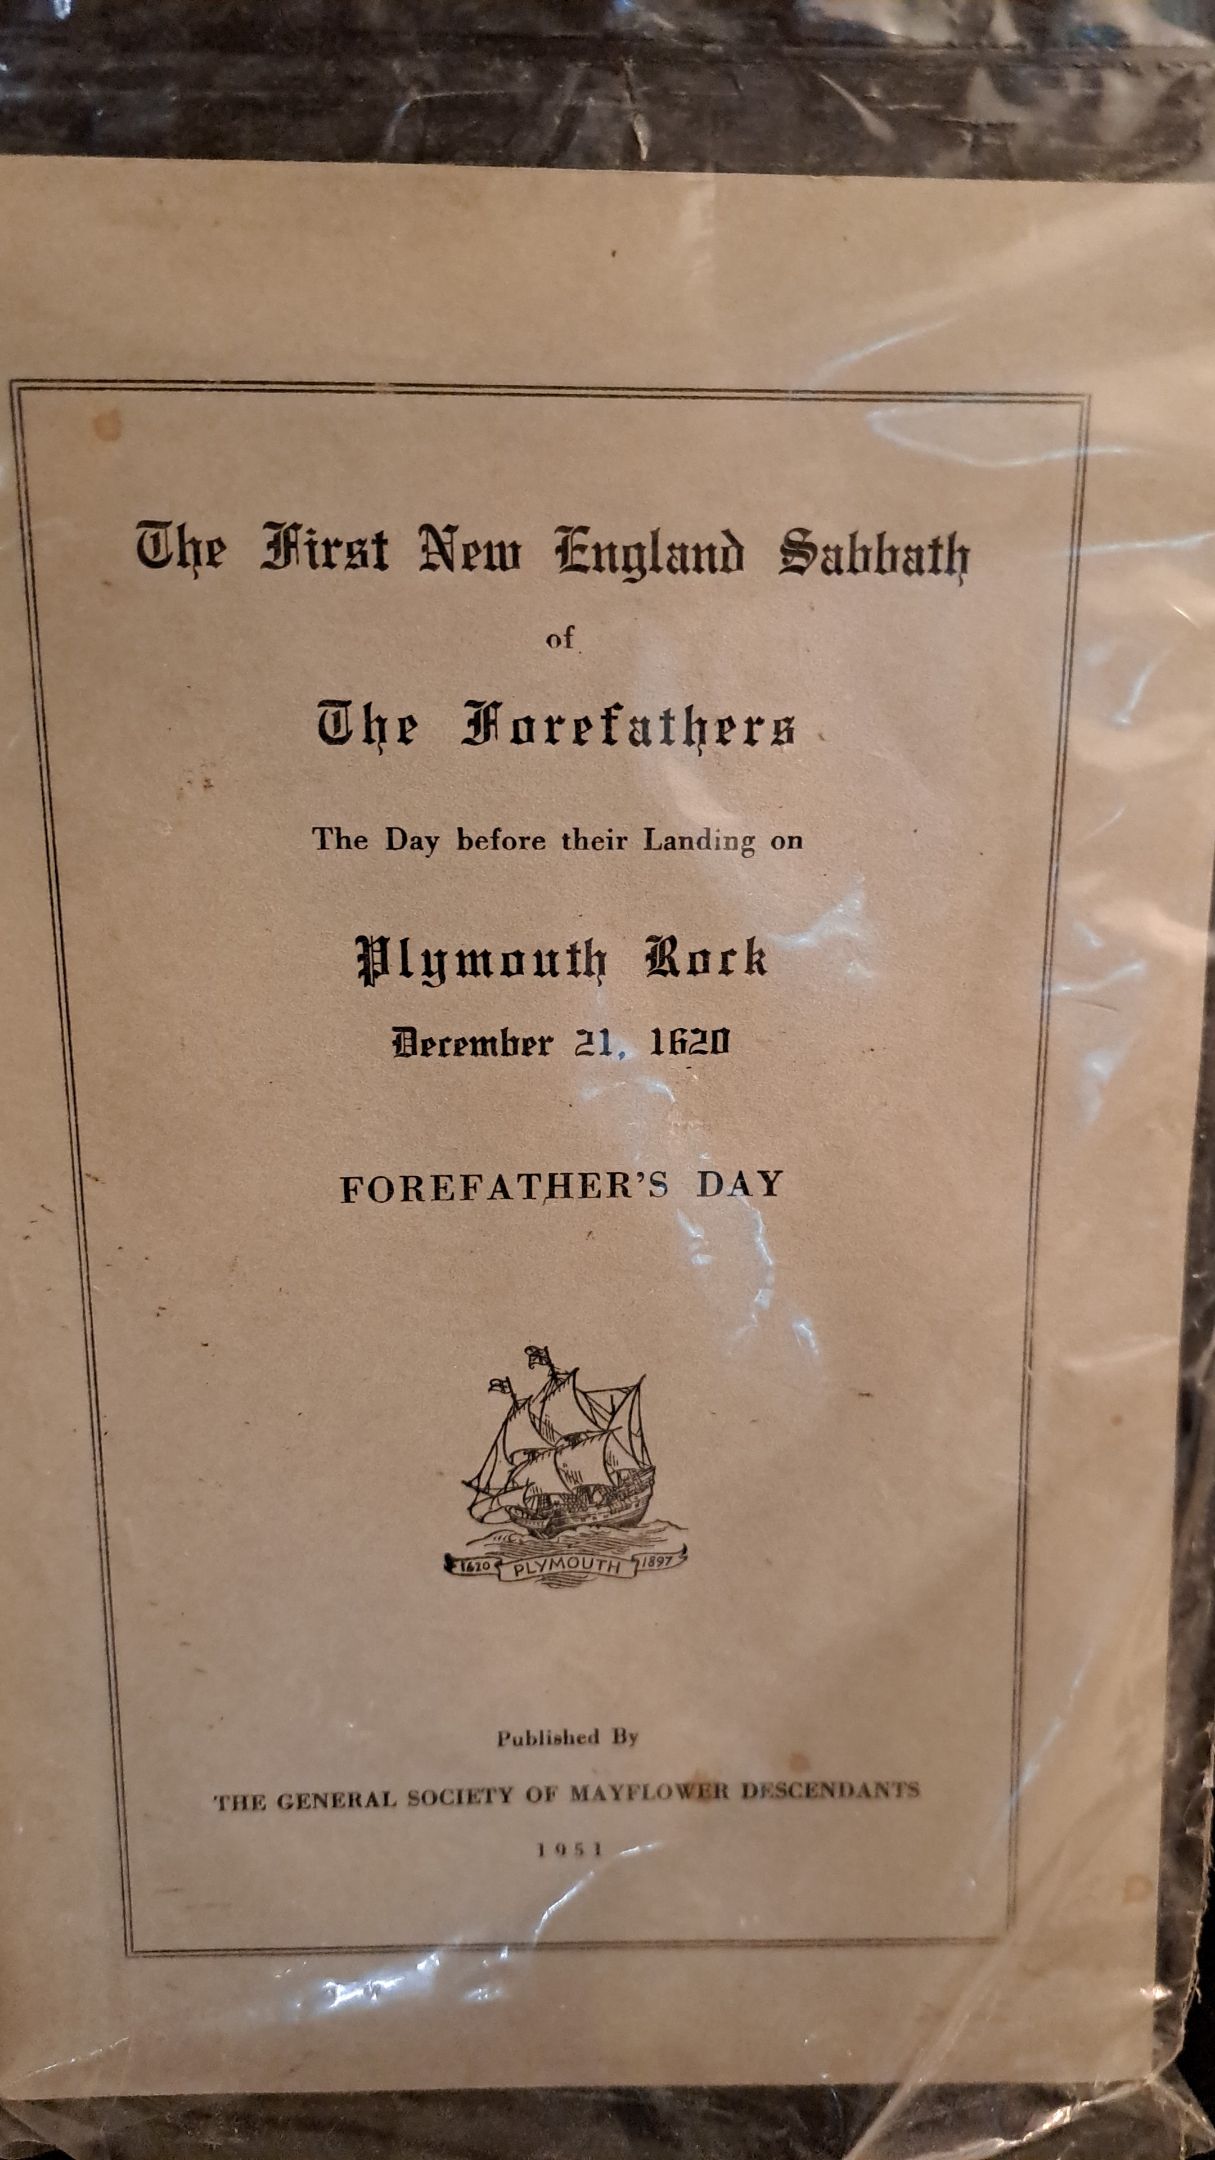 The First New England Sabbath
of
The Forefathers
The Day before their Landing on
Plymouth Rock
December 21, 1620
FOREFATHER'S DAY
1620 PLYMOUTH 1897
Published By
THE GENERAL SOCIETY OF MAYFLOWER DESCENDANTS
1951